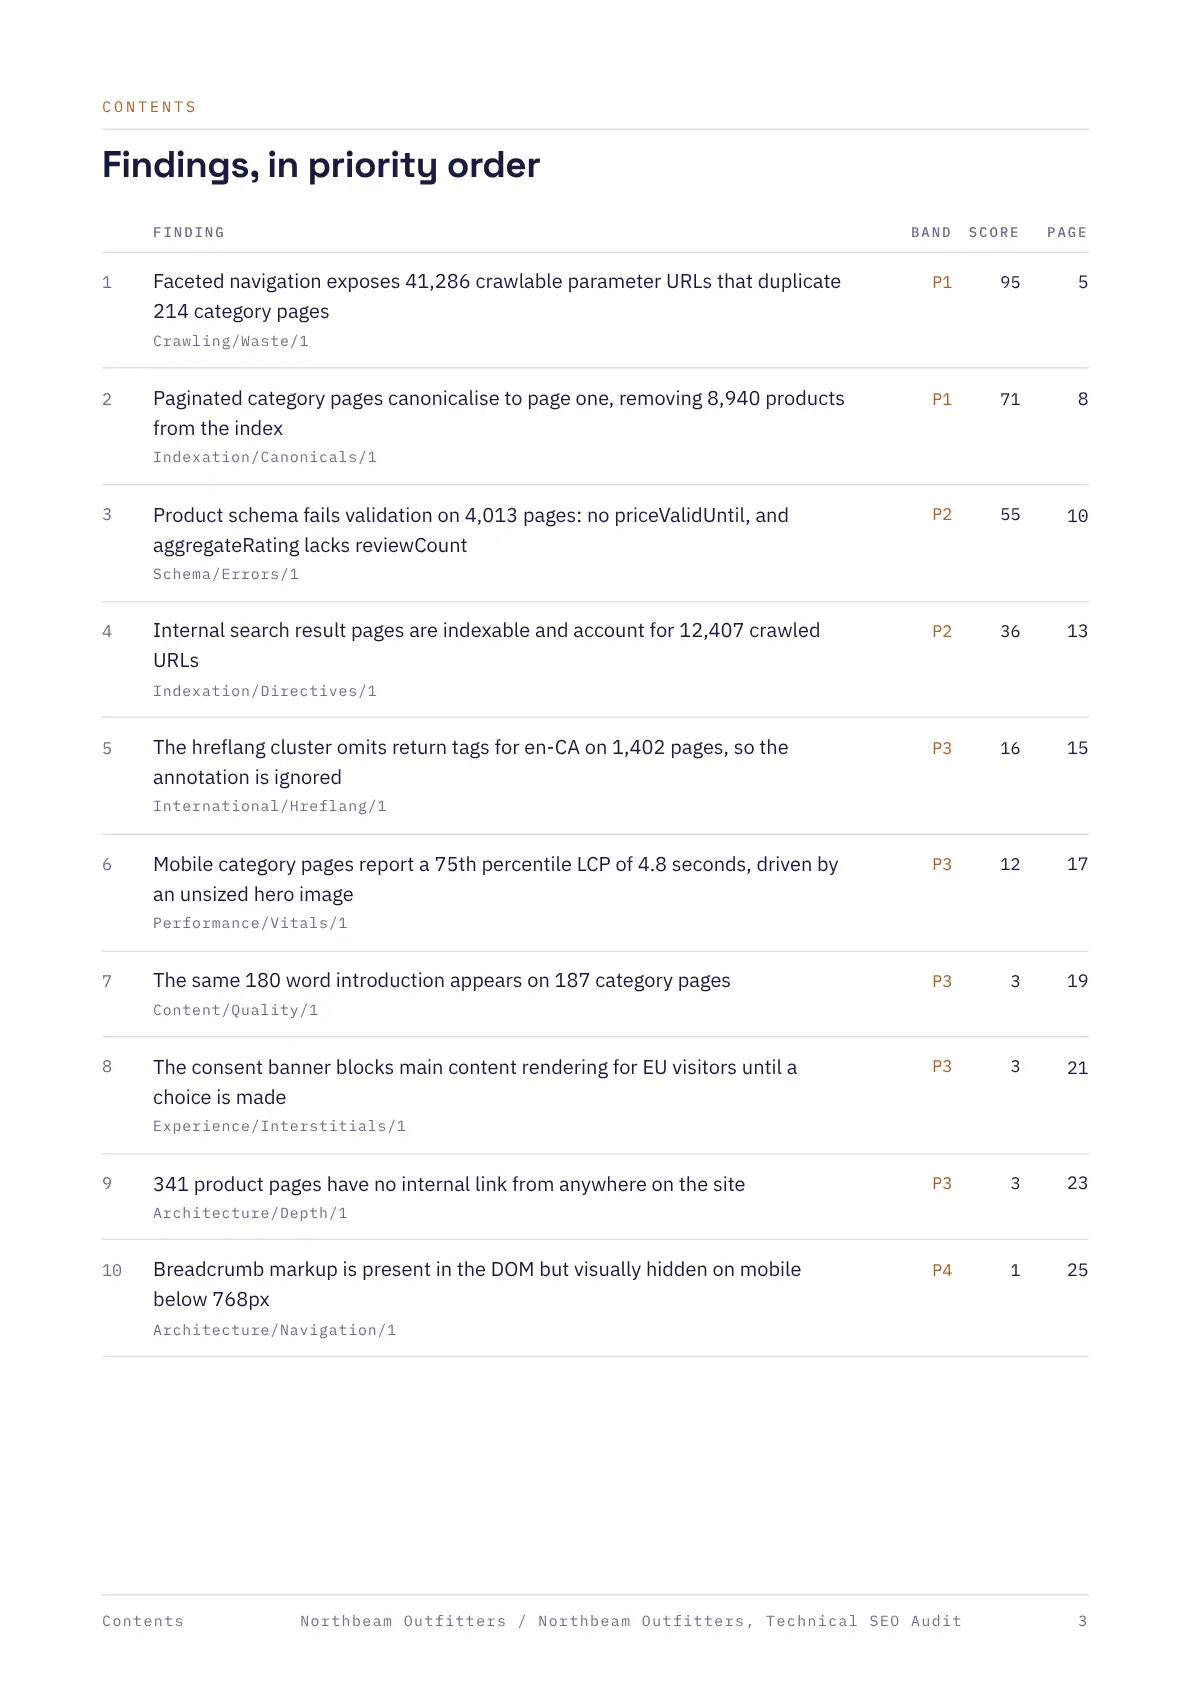 CONTENTS
Findings, in priority order
FINDING BAND SCORE PAGE
1 Faceted navigation exposes 41,286 crawlable parameter URLs that duplicate P1 95 5
214 category pages
Crawling/Waste/1
2 Paginated category pages canonicalise to page one, removing 8,940 products P1 71 8
from the index
Indexation/Canonicals/1
3 Product schema fails validation on 4,013 pages: no priceValidUntil, and P2 55 10
aggregateRating lacks reviewCount
Schema/Errors/1
4 Internal search result pages are indexable and account for 12,407 crawled P2 36 13
URLs
Indexation/Directives/1
5 The hreflang cluster omits return tags for en-CA on 1,402 pages, so the P3 16 15
annotation is ignored
International/Hreflang/1
6 Mobile category pages report a 75th percentile LCP of 4.8 seconds, driven by P3 12 17
an unsized hero image
Performance/Vitals/1
7 The same 180 word introduction appears on 187 category pages P3 3 19
Content/Quality/1
8 The consent banner blocks main content rendering for EU visitors until a P3 3 21
choice is made
Experience/Interstitials/1
9 341 product pages have no internal link from anywhere on the site P3 3 23
Architecture/Depth/1
10 Breadcrumb markup is present in the DOM but visually hidden on mobile P4 1 25
below 768px
Architecture/Navigation/1
Contents Northbeam Outfitters / Northbeam Outfitters, Technical SEO Audit 3